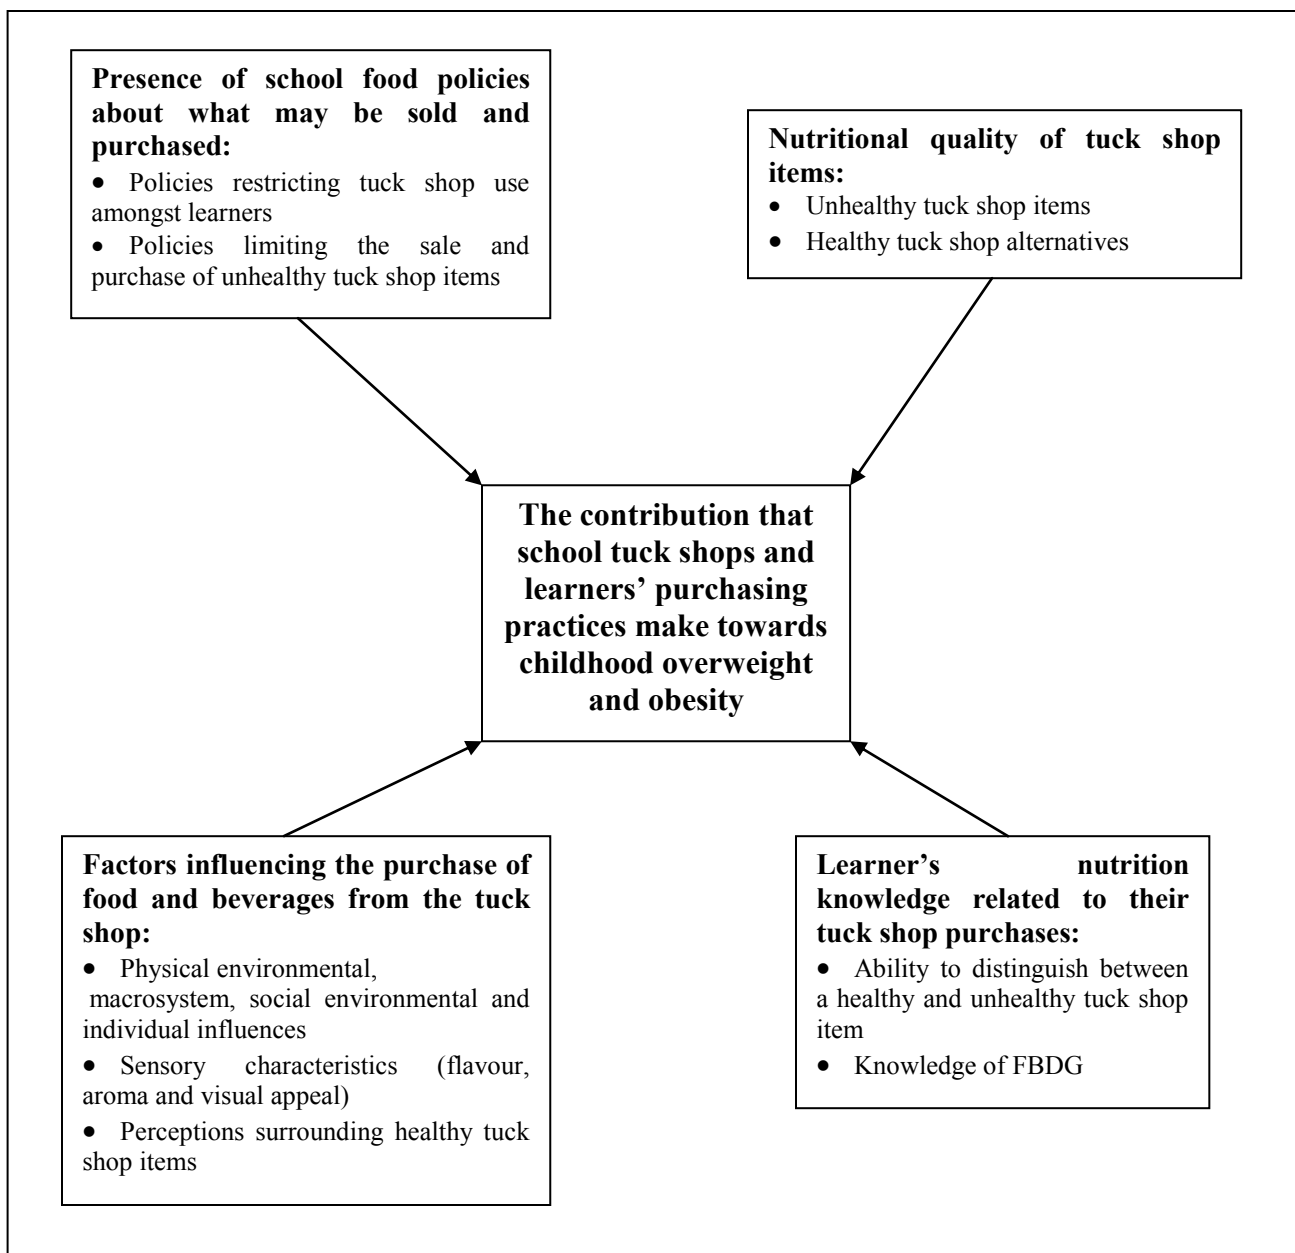 Presence of school food policies
about what may be sold and
purchased:
• Policies restricting tuck shop use
amongst learners
• Policies limiting the sale and
purchase of unhealthy tuck shop items
Nutritional quality of tuck shop
items:
• Unhealthy tuck shop items
• Healthy tuck shop alternatives
The contribution that
school tuck shops and
learners’ purchasing
practices make towards
childhood overweight
and obesity
Factors influencing the purchase of
food and beverages from the tuck
shop:
• Physical environmental,
macrosystem, social environmental and
individual influences
• Sensory characteristics (flavour,
aroma and visual appeal)
• Perceptions surrounding healthy tuck
shop items
Learner’s nutrition
knowledge related to their
tuck shop purchases:
• Ability to distinguish between
a healthy and unhealthy tuck shop
item
• Knowledge of FBDG